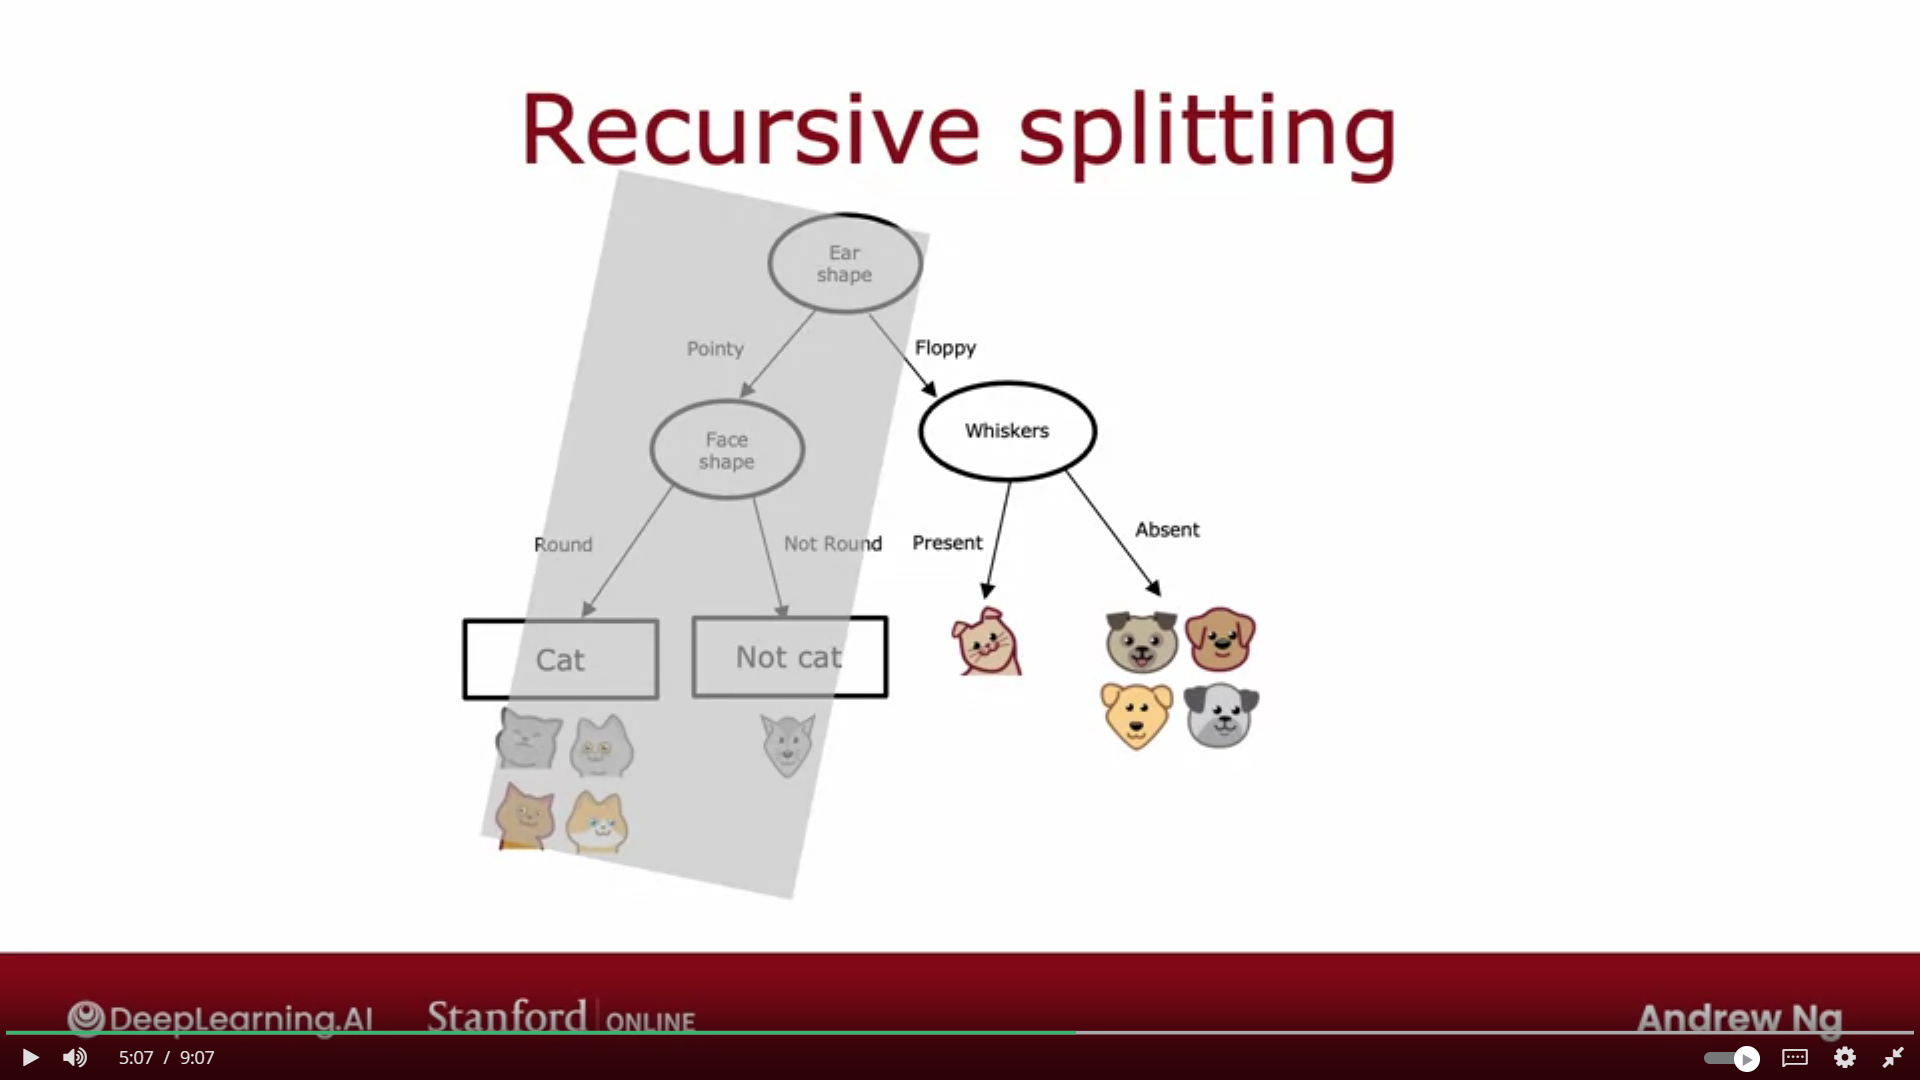 Recursive splitting
Ear
shape
Pointy
Floppy
Face
shape
Whiskers
Round
Not Round
Present
Absent
Cat
Not cat
DeepLearning.AI
Stanford ONLINE
Andrew Ng
5:07 / 9:07